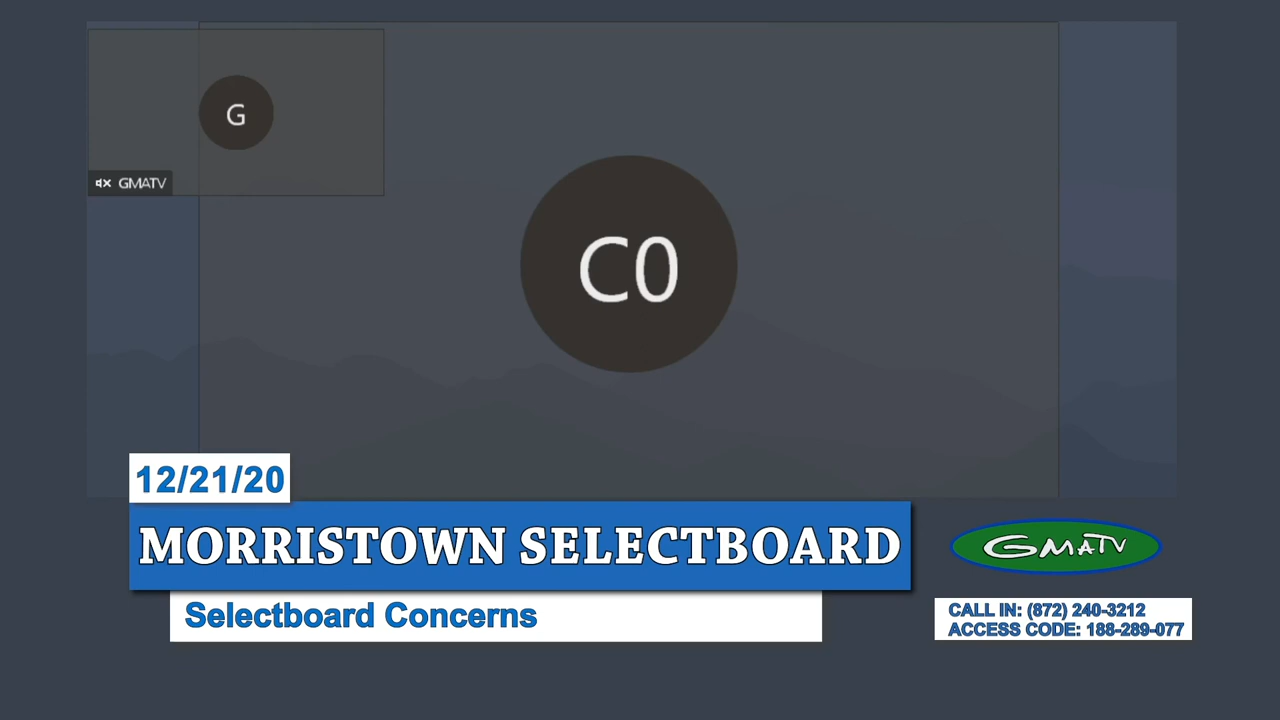 G
GMATV
C0
12/21/20
MORRISTOWN SELECTBOARD
GMATV
Selectboard Concerns
CALL IN: (872) 240-3212
ACCESS CODE: 188-289-077